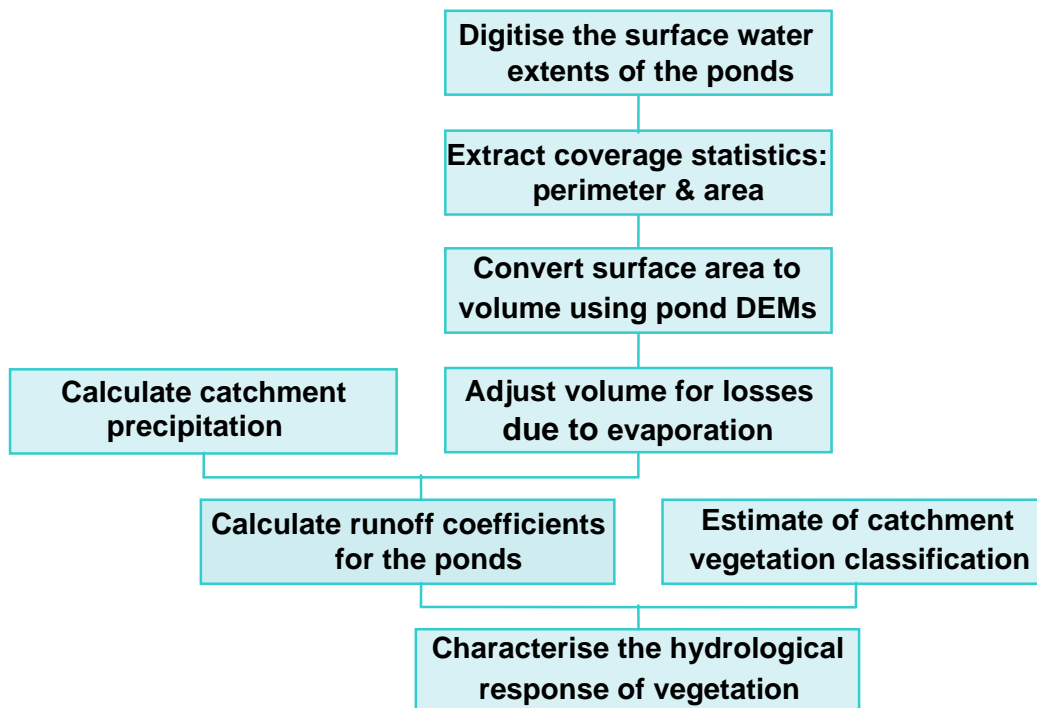 Digitise the surface water
extents of the ponds
Extract coverage statistics:
perimeter & area
Convert surface area to
volume using pond DEMs
Calculate catchment
precipitation
Adjust volume for losses
due to evaporation
Calculate runoff coefficients
for the ponds
Estimate of catchment
vegetation classification
Characterise the hydrological
response of vegetation